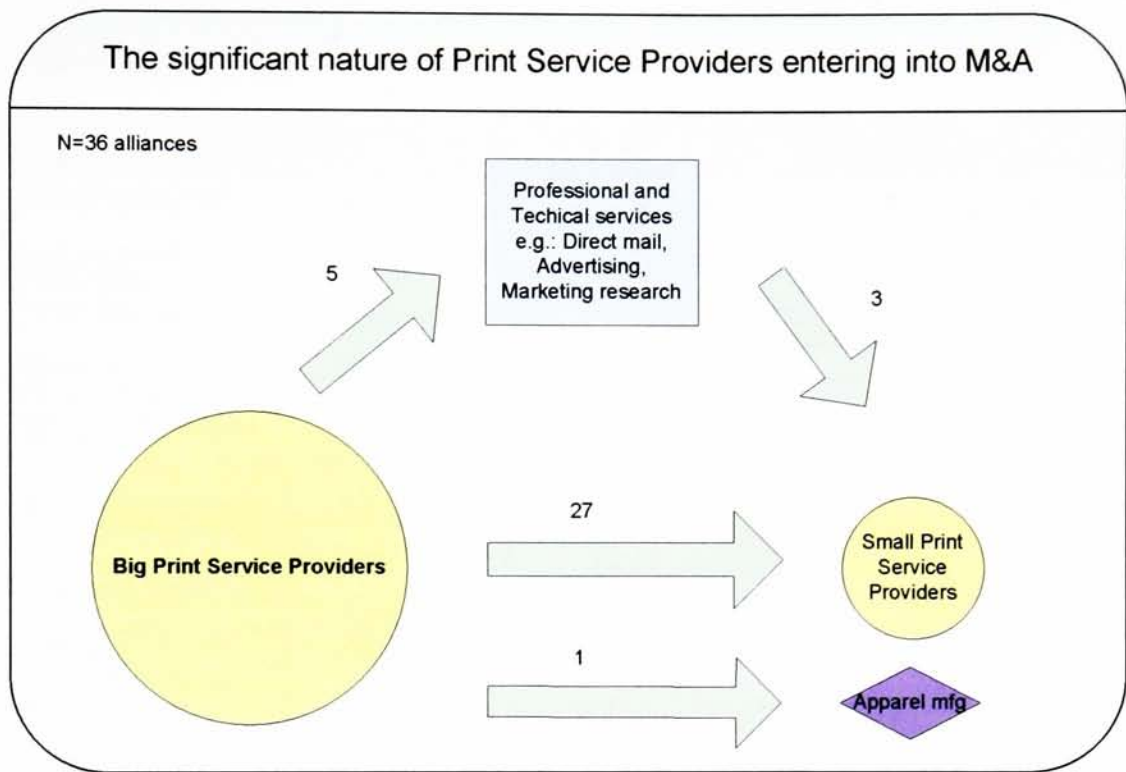 The significant nature of Print Service Providers entering into M&A
N=36 alliances
Professional and
Techical services
e.g.: Direct mail,
Advertising,
Marketing research
5
3
27
Big Print Service Providers
Small Print
Service
Providers
1
Apparel mfg